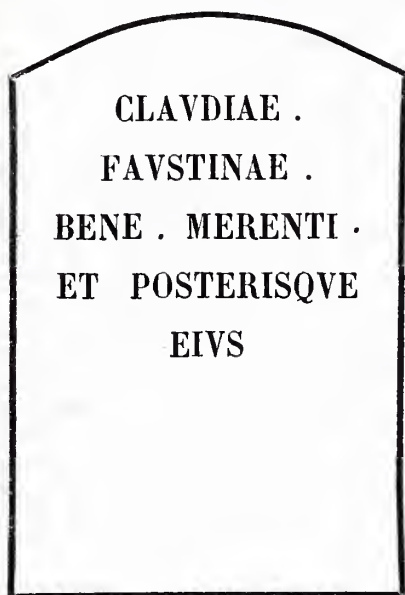 CLAVDIAE .
FAVSTINAE .
BENE . MERENTI ·
ET POSTERISQVE
EIVS